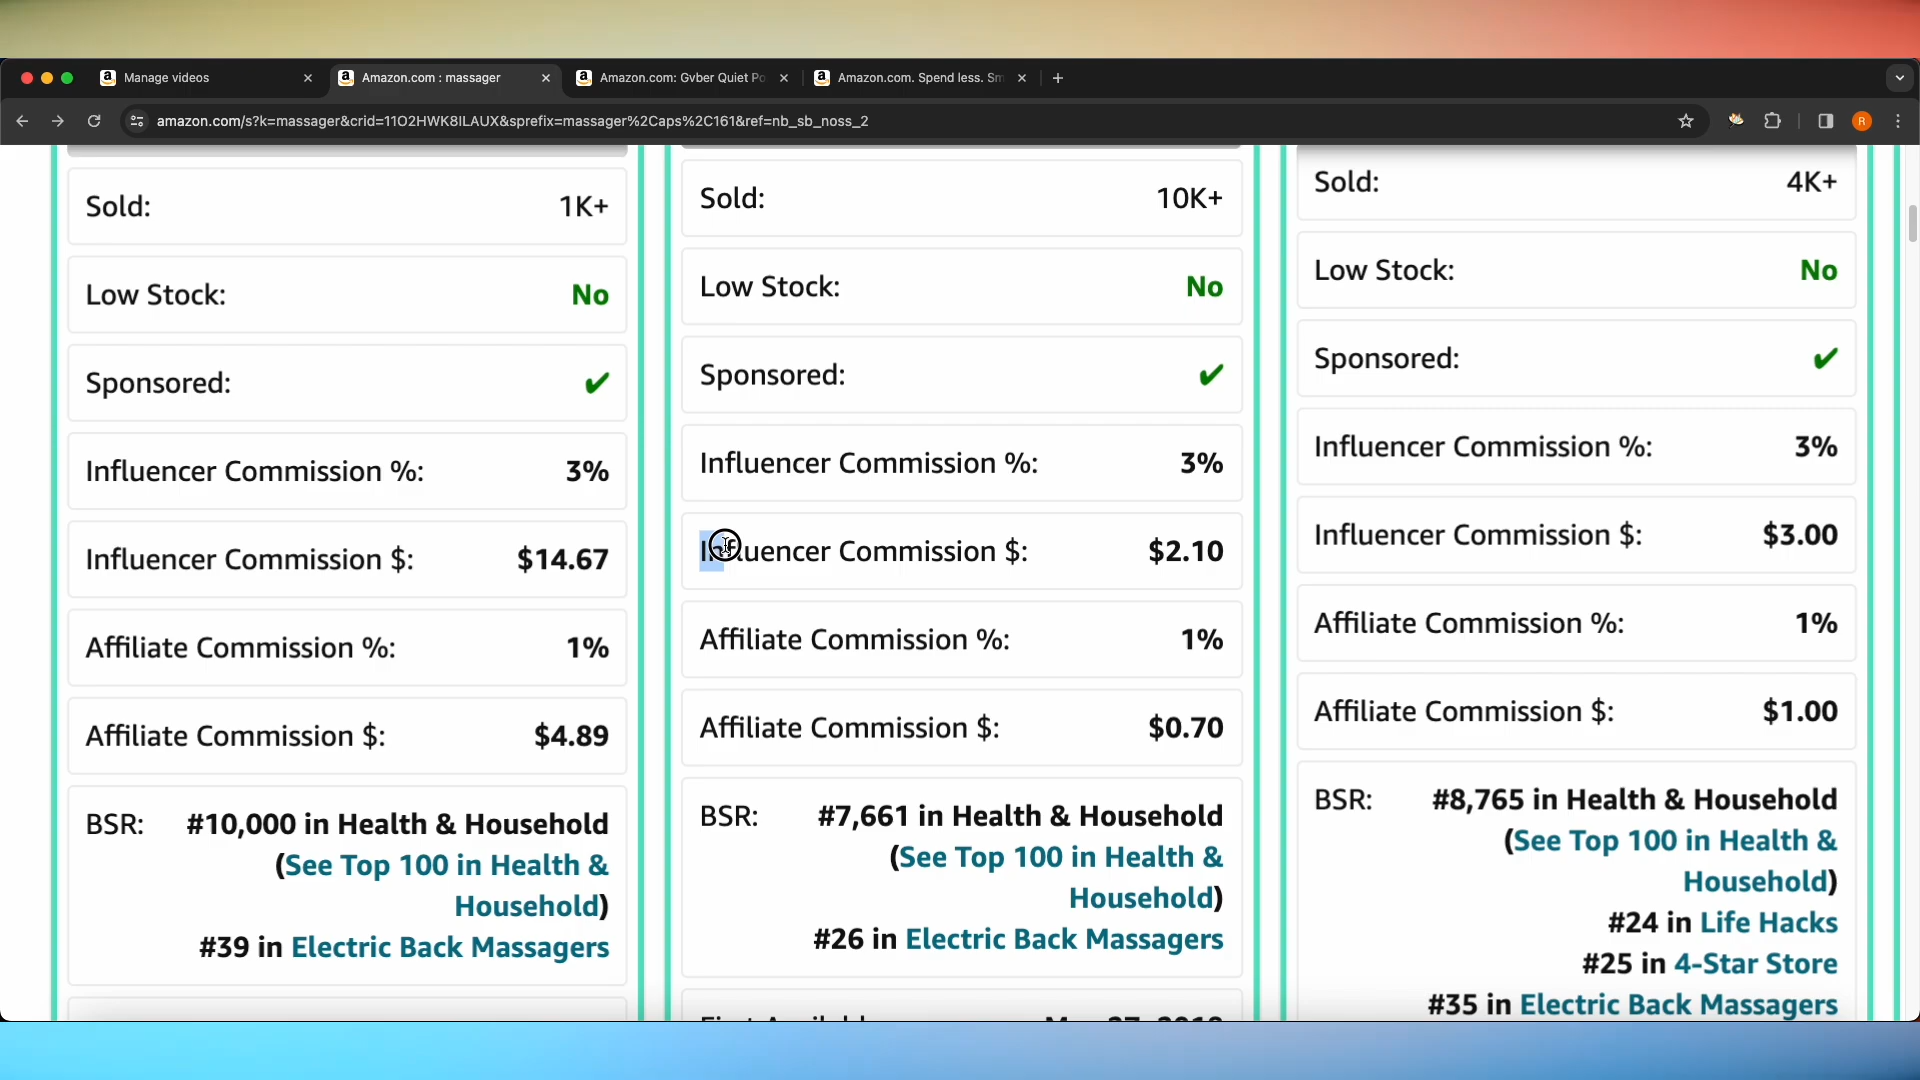 Manage videos
Amazon.com : massager
Amazon.com: Gvber Quiet Po
Amazon.com. Spend less. Sm
amazon.com/s?k=massager&crid=11O2HWK8ILAUX&sprefix=massager%2Caps%2C161&ref=nb_sb_noss_2
R
Sold: 1K+
Low Stock: No
Sponsored: ✔
Influencer Commission %: 3%
Influencer Commission $: $14.67
Affiliate Commission %: 1%
Affiliate Commission $: $4.89
BSR: #10,000 in Health & Household
(See Top 100 in Health &
Household)
#39 in Electric Back Massagers
Sold: 10K+
Low Stock: No
Sponsored: ✔
Influencer Commission %: 3%
Influencer Commission $: $2.10
Affiliate Commission %: 1%
Affiliate Commission $: $0.70
BSR: #7,661 in Health & Household
(See Top 100 in Health &
Household)
#26 in Electric Back Massagers
Sold: 4K+
Low Stock: No
Sponsored: ✔
Influencer Commission %: 3%
Influencer Commission $: $3.00
Affiliate Commission %: 1%
Affiliate Commission $: $1.00
BSR: #8,765 in Health & Household
(See Top 100 in Health &
Household)
#24 in Life Hacks
#25 in 4-Star Store
#35 in Electric Back Massagers